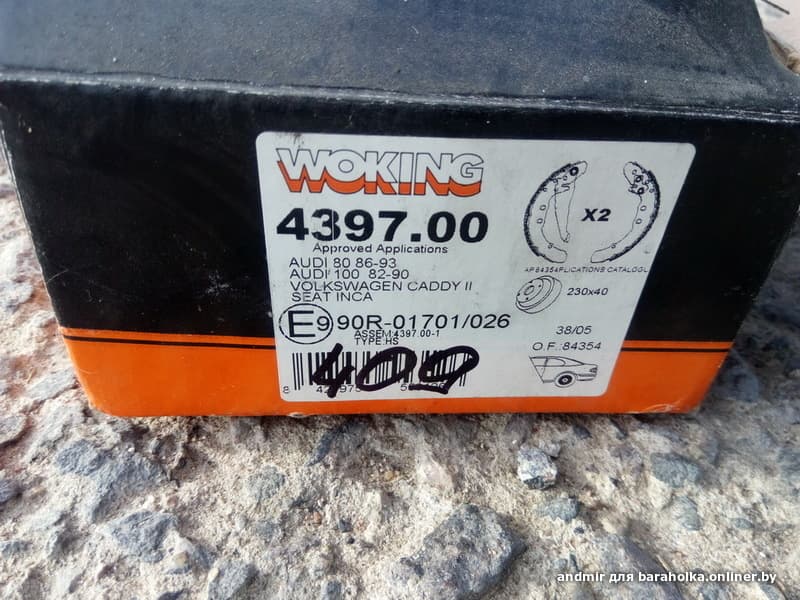 WOKING
4397.00
Approved Applications
AUDI 80 86-93
AUDI 100 82-90
VOLKSWAGEN CADDY II
SEAT INCA
E9 90R-01701/026
ASSEM:4397.00-1
TYPE:HS
8
409
X2
230x40
38/05
O.F.:84354
andmir для baraholka.onliner.by